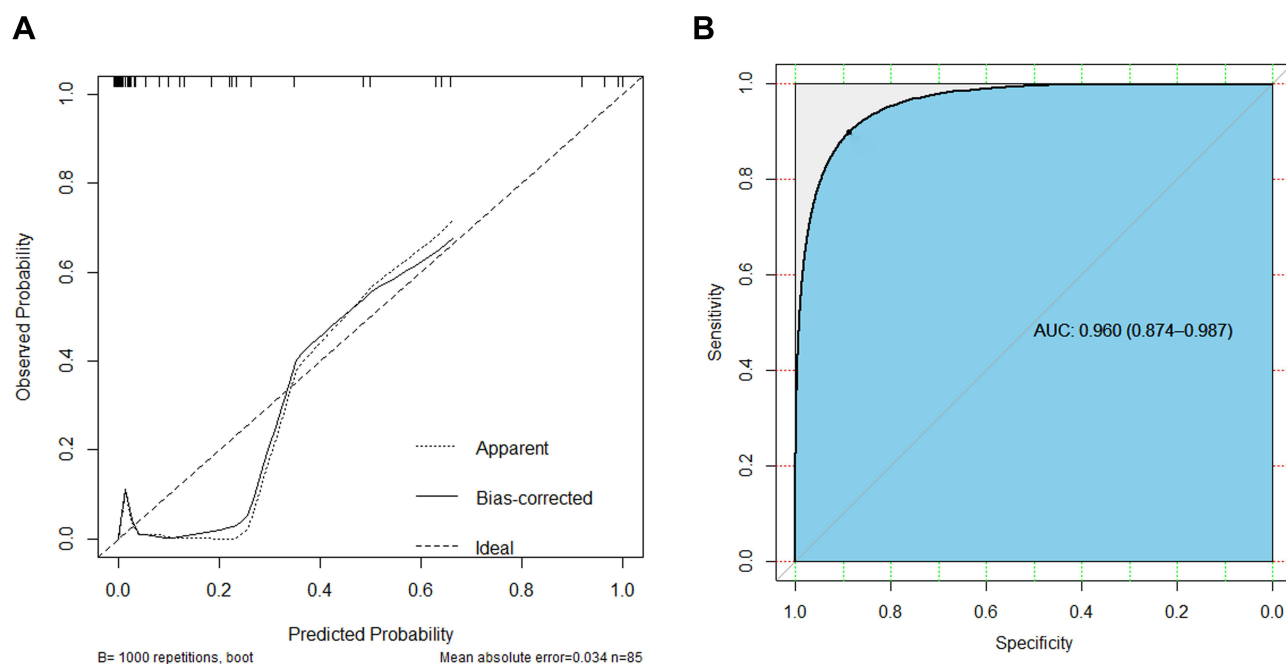 A
Observed Probability
1.0
0.8
0.6
0.4
0.2
0.0
Apparent
Bias-corrected
Ideal
0.0 0.2 0.4 0.6 0.8 1.0
Predicted Probability
B= 1000 repetitions, boot
Mean absolute error=0.034 n=85
B
Sensitivity
1.0
0.8
0.6
0.4
0.2
0.0
AUC: 0.960 (0.874–0.987)
1.0 0.8 0.6 0.4 0.2 0.0
Specificity